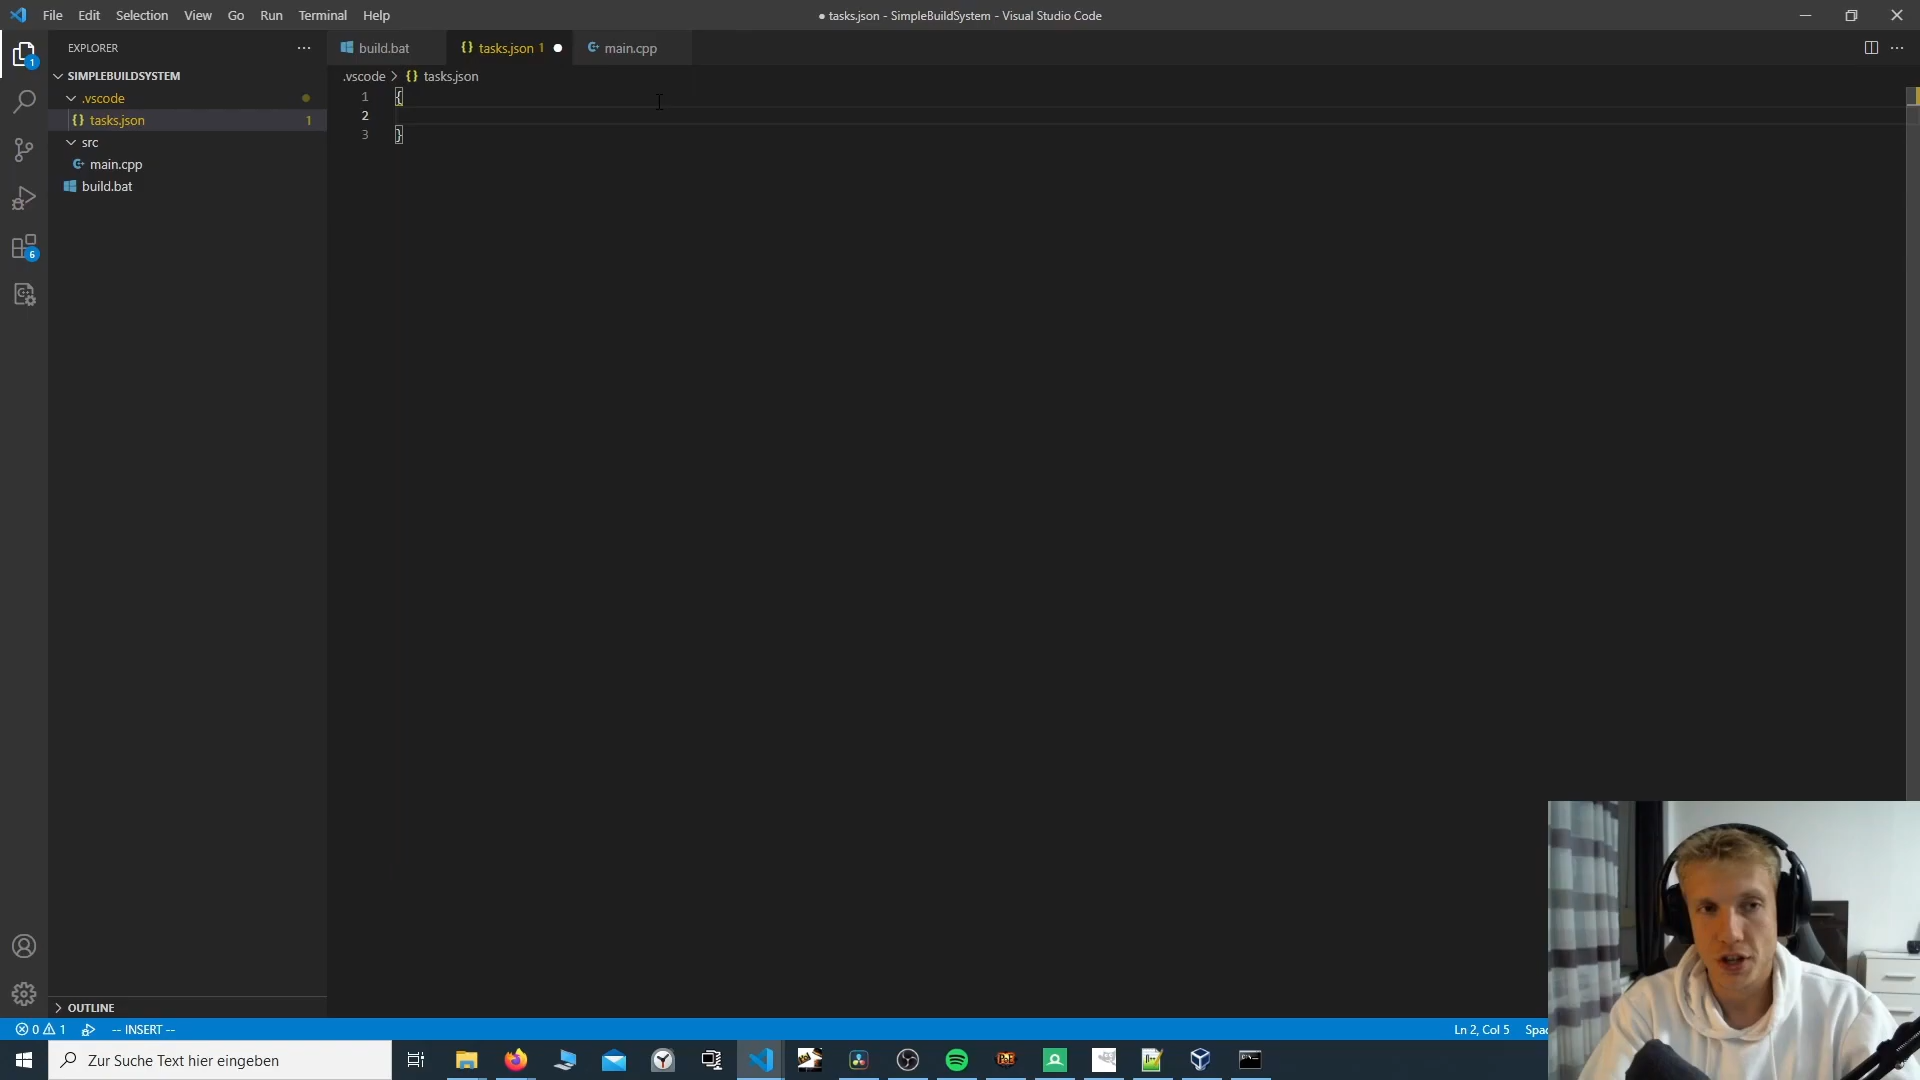 File Edit Selection View Go Run Terminal Help
● tasks.json - SimpleBuildSystem - Visual Studio Code
EXPLORER
build.bat
tasks.json 1
main.cpp
SIMPLEBUILDSYSTEM
.vscode > tasks.json
.vscode
tasks.json 1
src
main.cpp
build.bat
1 {
2
3 }
1
6
OUTLINE
0 1 -- INSERT --
Ln 2, Col 5
Zur Suche Text hier eingeben